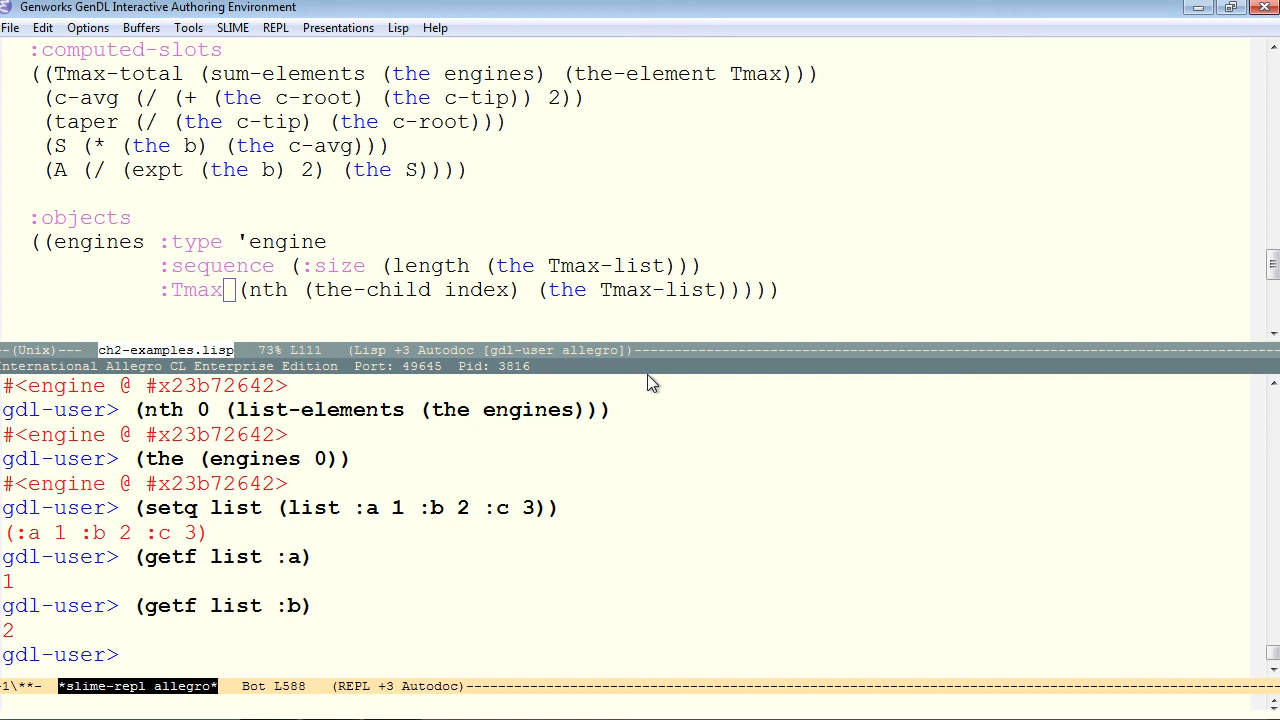 Genworks GenDL Interactive Authoring Environment
File Edit Options Buffers Tools SLIME REPL Presentations Lisp Help
:computed-slots
((Tmax-total (sum-elements (the engines) (the-element Tmax)))
(c-avg (/ (+ (the c-root) (the c-tip)) 2))
(taper (/ (the c-tip) (the c-root)))
(S (* (the b) (the c-avg)))
(A (/ (expt (the b) 2) (the S))))
:objects
((engines :type 'engine
:sequence (:size (length (the Tmax-list)))
:Tmax (nth (the-child index) (the Tmax-list)))))
--(Unix)--- ch2-examples.lisp 73% L111 (Lisp +3 Autodoc [gdl-user allegro])---
International Allegro CL Enterprise Edition Port: 49645 Pid: 3816
#<engine @ #x23b72642>
gdl-user> (nth 0 (list-elements (the engines)))
#<engine @ #x23b72642>
gdl-user> (the (engines 0))
#<engine @ #x23b72642>
gdl-user> (setq list (list :a 1 :b 2 :c 3))
(:a 1 :b 2 :c 3)
gdl-user> (getf list :a)
1
gdl-user> (getf list :b)
2
gdl-user>
-1\**- *slime-repl allegro* Bot L588 (REPL +3 Autodoc)---